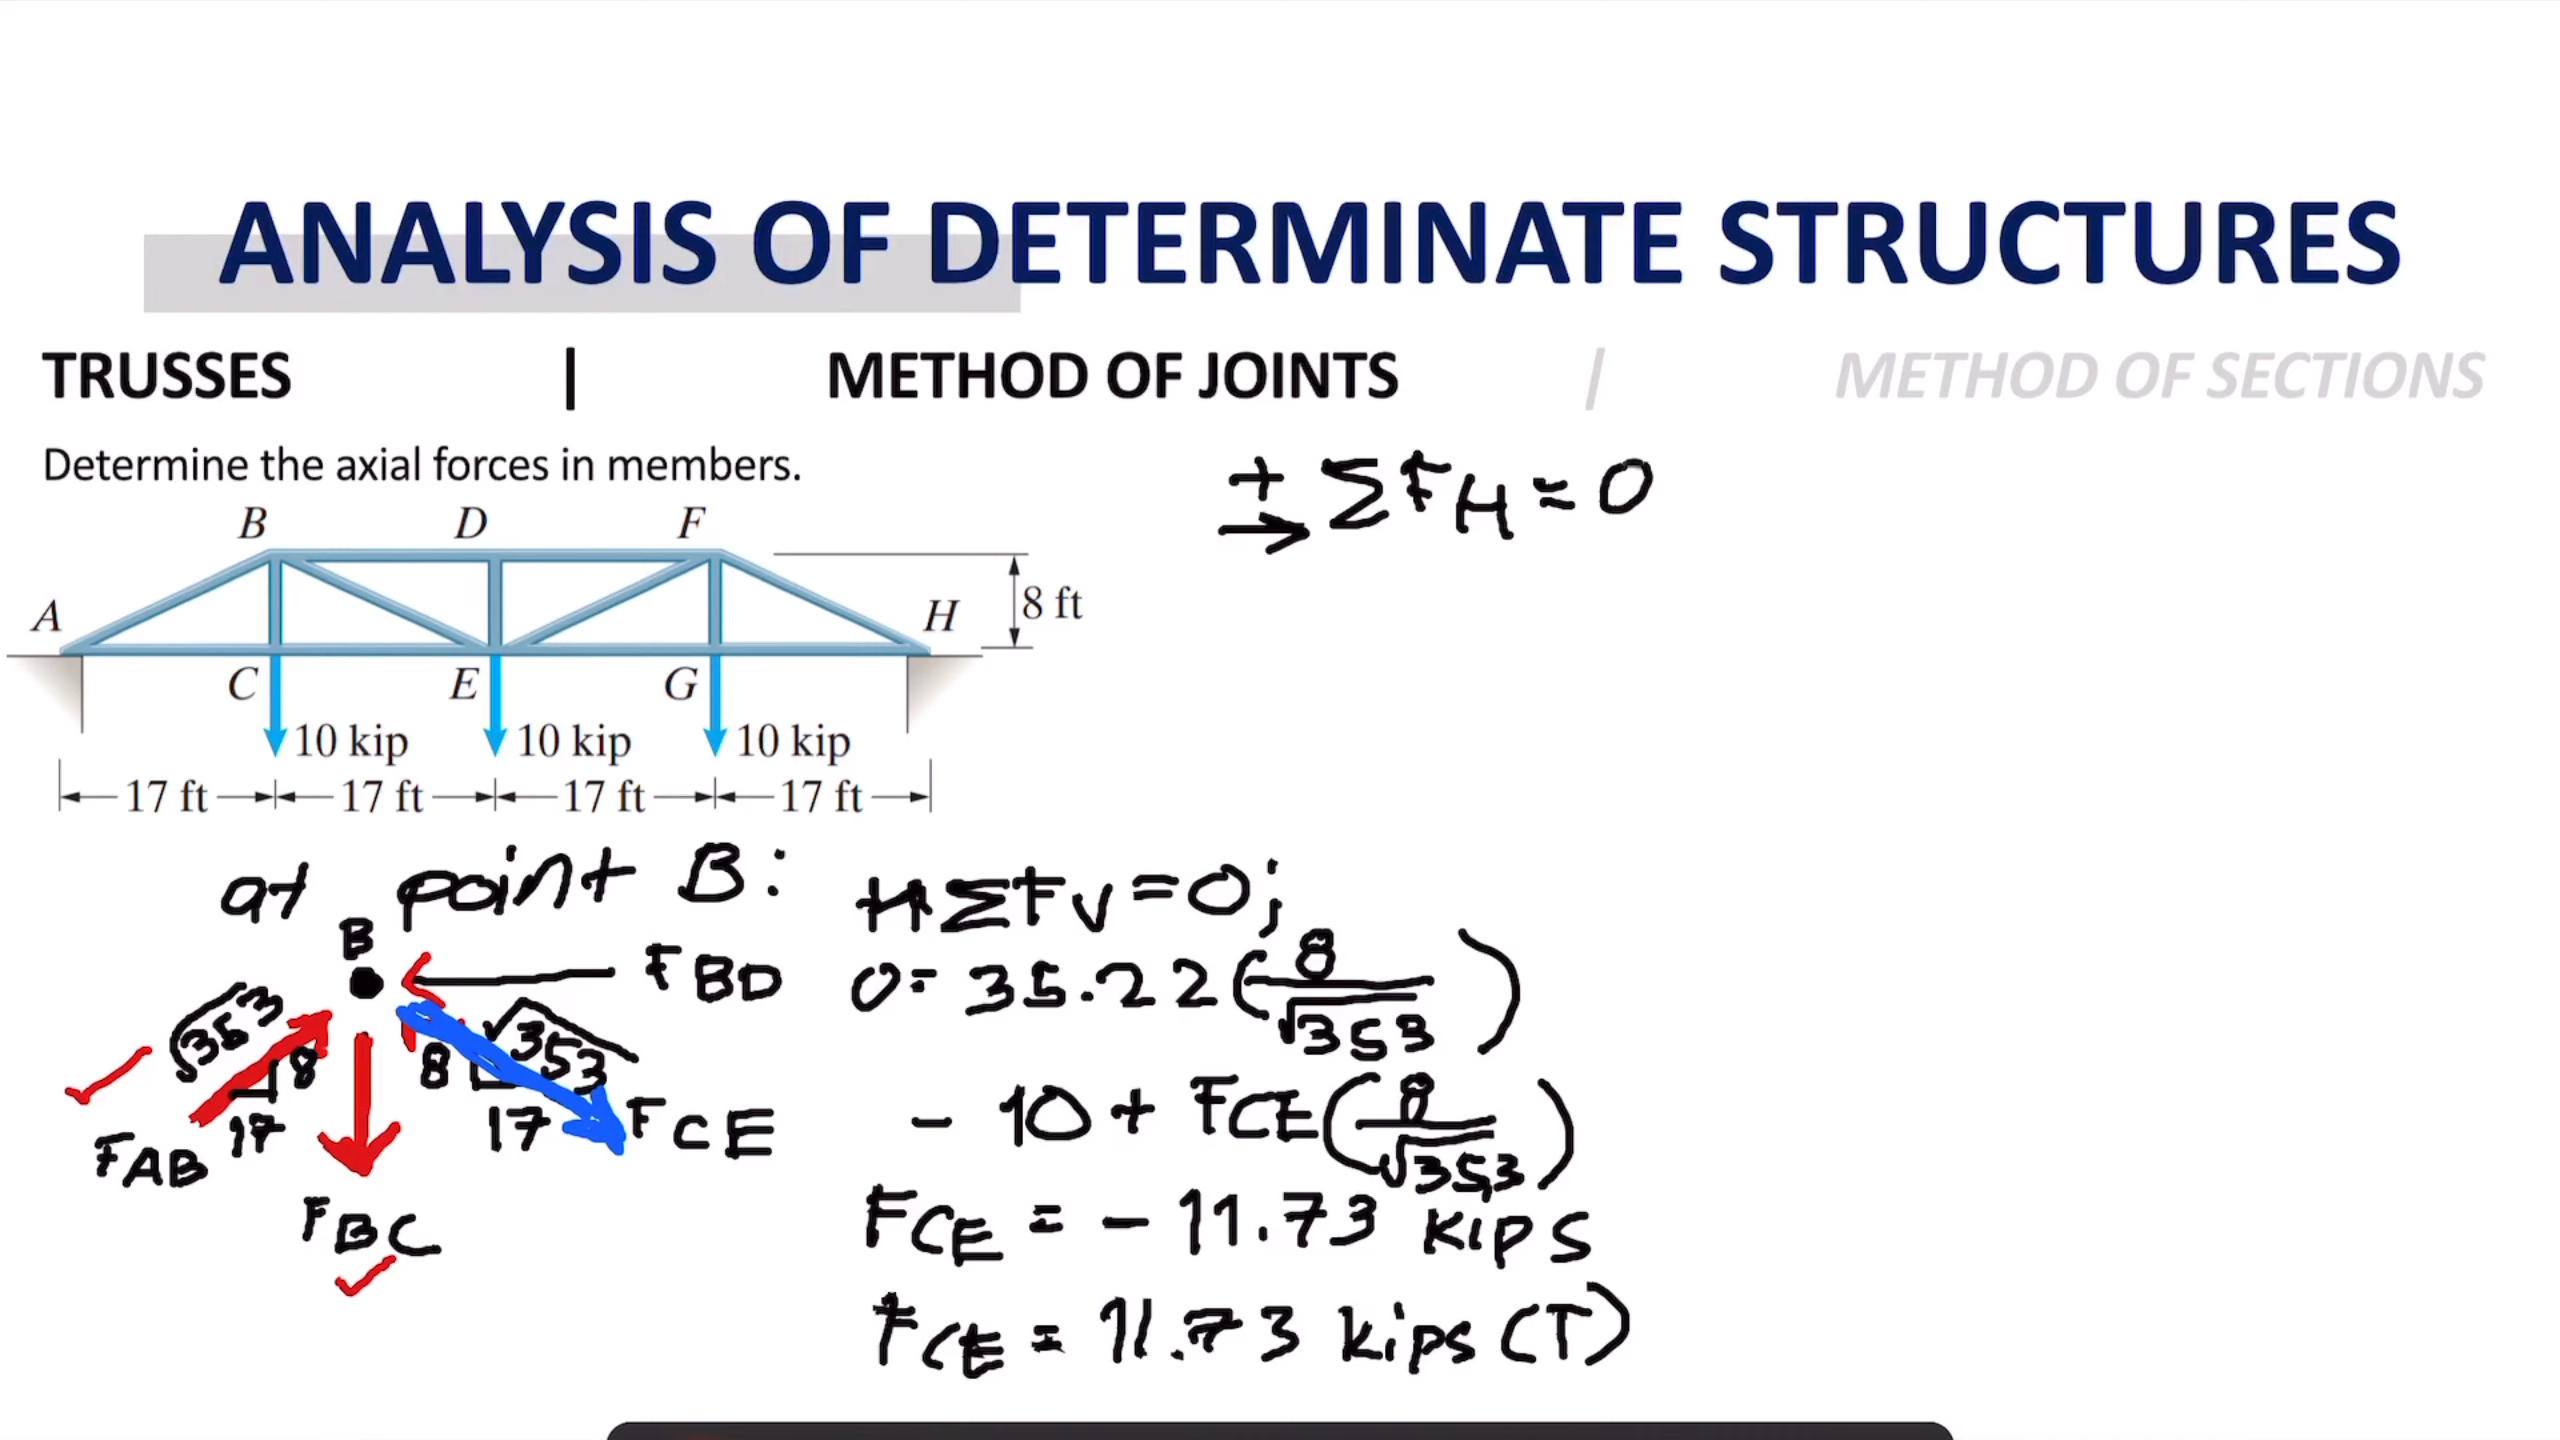 ANALYSIS OF DETERMINATE STRUCTURES
TRUSSES | METHOD OF JOINTS | METHOD OF SECTIONS
Determine the axial forces in members.
+→ ΣFH = 0
B D F
A H 8 ft
C E G
10 kip 10 kip 10 kip
17 ft 17 ft 17 ft 17 ft
at point B:
B
FBD
√353 8 17
FAB
FBC
8 √353 17
FCE
ΣFV = 0;
0 = 35.22 (8/√353)
- 10 + FCE (8/√353)
FCE = - 11.73 KIPS
FCE = 11.73 kips (T)